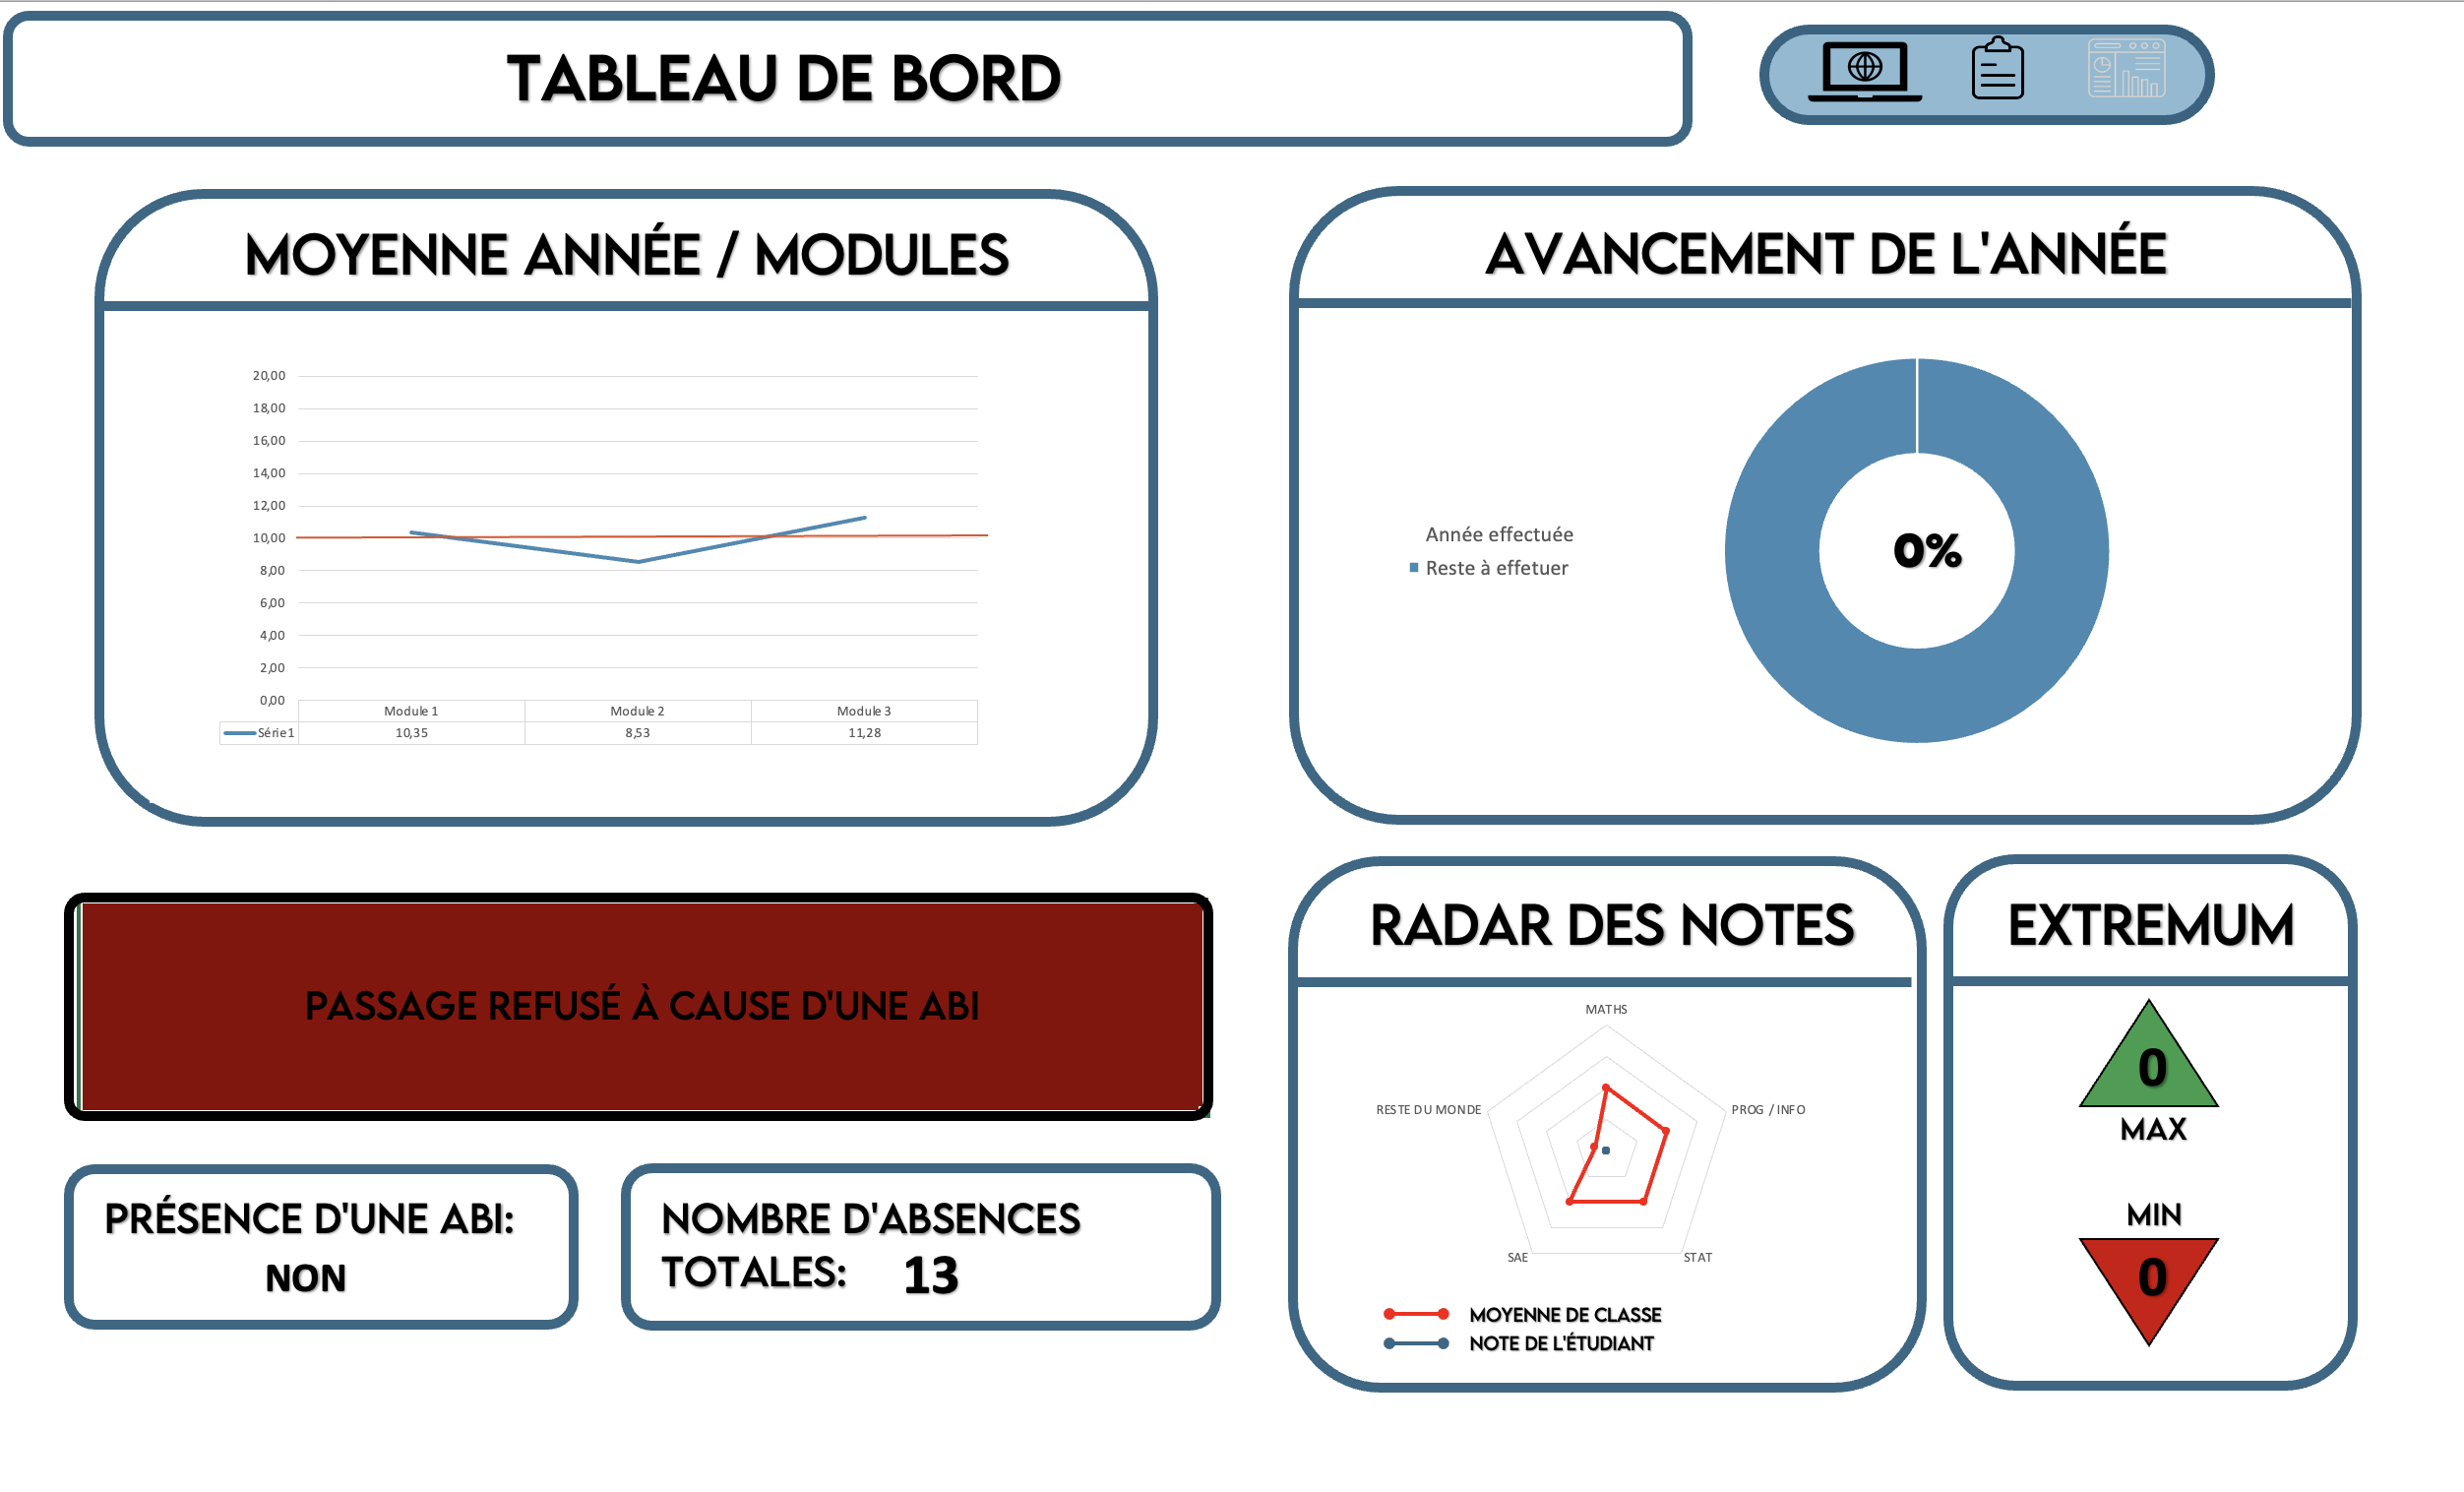 TABLEAU DE BORD
MOYENNE ANNÉE / MODULES
20,00
18,00
16,00
14,00
12,00
10,00
8,00
6,00
4,00
2,00
0,00
Module 1 Module 2 Module 3
Série1 10,35 8,53 11,28
AVANCEMENT DE L'ANNÉE
Année effectuée
Reste à effetuer
0%
PASSAGE REFUSÉ À CAUSE D'UNE ABI
PRÉSENCE D'UNE ABI:
NON
NOMBRE D'ABSENCES
TOTALES: 13
RADAR DES NOTES
MATHS
RESTE DU MONDE
PROG / INFO
SAE
STAT
MOYENNE DE CLASSE
NOTE DE L'ÉTUDIANT
EXTREMUM
0
MAX
MIN
0